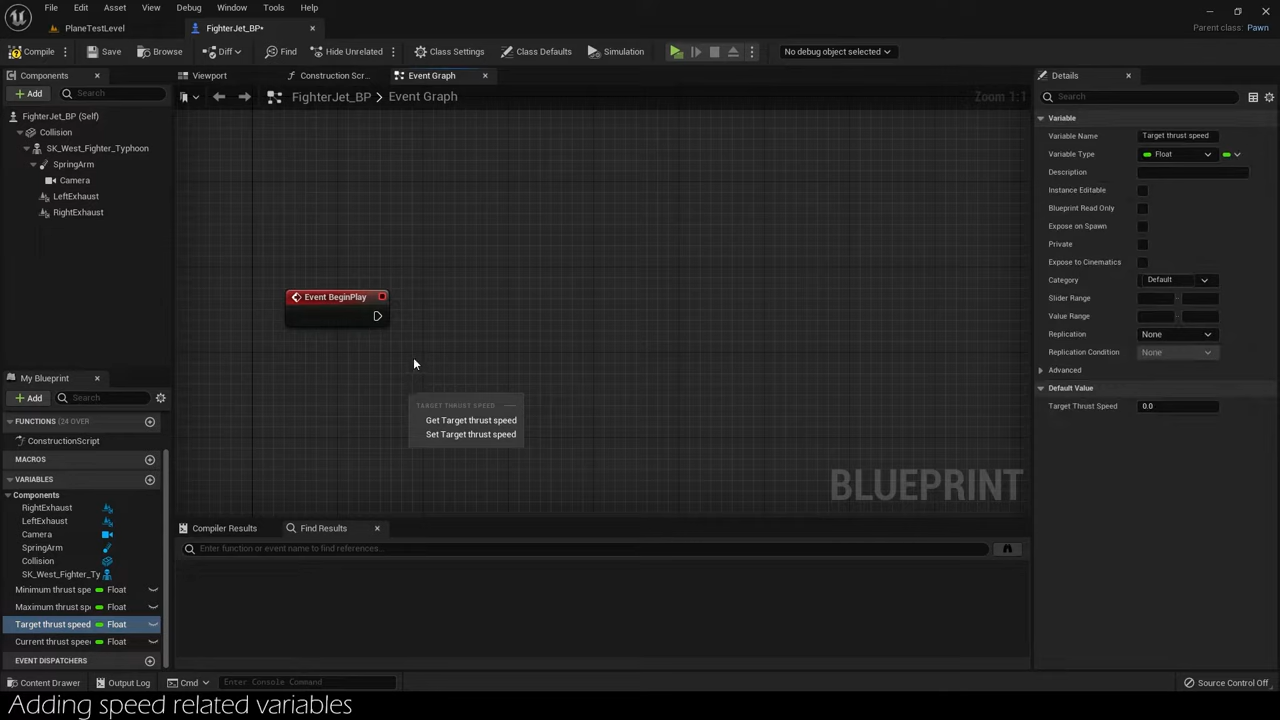 File Edit Asset View Debug Window Tools Help
PlaneTestLevel FighterJet_BP• Parent class: Pawn
Compile Save Browse Diff Find Hide Unrelated Class Settings Class Defaults Simulation No debug object selected
Components Viewport Construction Scr... Event Graph Details
Add Search FighterJet_BP > Event Graph Zoom 1:1 Search
FighterJet_BP (Self) Variable
Collision Variable Name Target thrust speed
SK_West_Fighter_Typhoon Variable Type Float
SpringArm Description
Camera Instance Editable
LeftExhaust Blueprint Read Only
RightExhaust Expose on Spawn
Private
Expose to Cinematics
Category Default
Event BeginPlay Slider Range
Value Range
Replication None
Replication Condition None
My Blueprint Advanced
Add Search Default Value
TARGET THRUST SPEED Target Thrust Speed 0.0
FUNCTIONS (24 OVER Get Target thrust speed
ConstructionScript Set Target thrust speed
MACROS
VARIABLES BLUEPRINT
Components
RightExhaust
LeftExhaust Compiler Results Find Results
Camera
SpringArm Enter function or event name to find references...
Collision
SK_West_Fighter_Ty
Minimum thrust spe Float
Maximum thrust sp Float
Target thrust speed Float
Current thrust speed Float
EVENT DISPATCHERS
Content Drawer Output Log Cmd Enter Console Command Source Control Off
Adding speed related variables